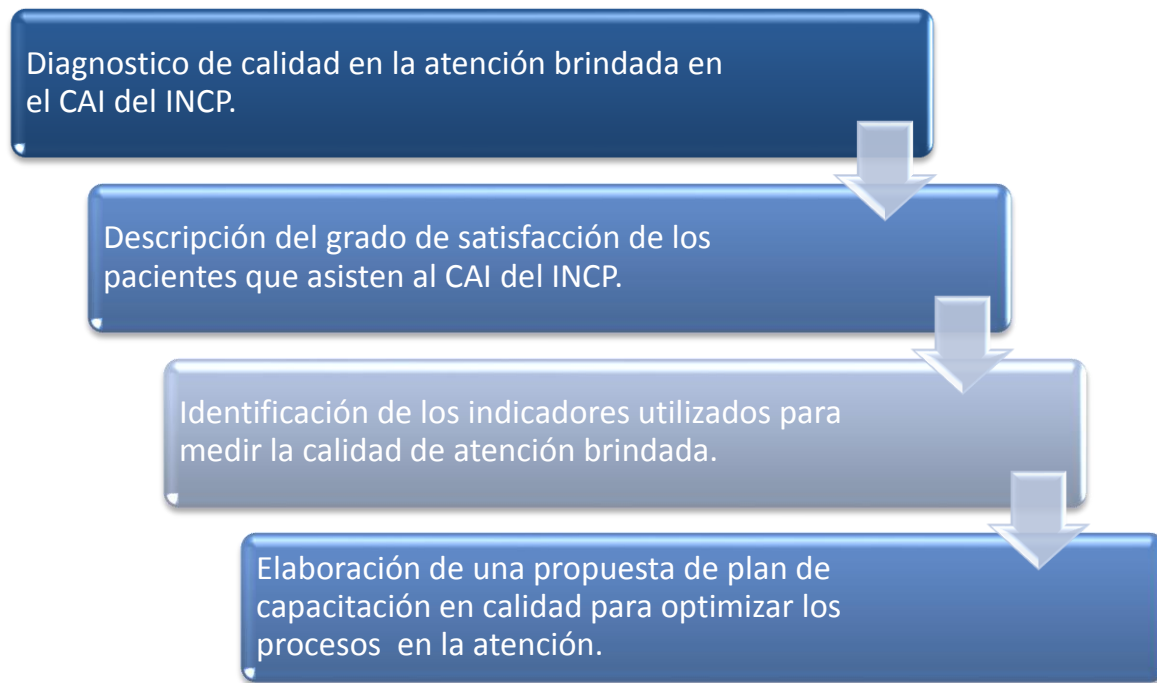 Diagnostico de calidad en la atención brindada en
el CAI del INCP.
Descripción del grado de satisfacción de los
pacientes que asisten al CAI del INCP.
Identificación de los indicadores utilizados para
medir la calidad de atención brindada.
Elaboración de una propuesta de plan de
capacitación en calidad para optimizar los
procesos  en la atención.